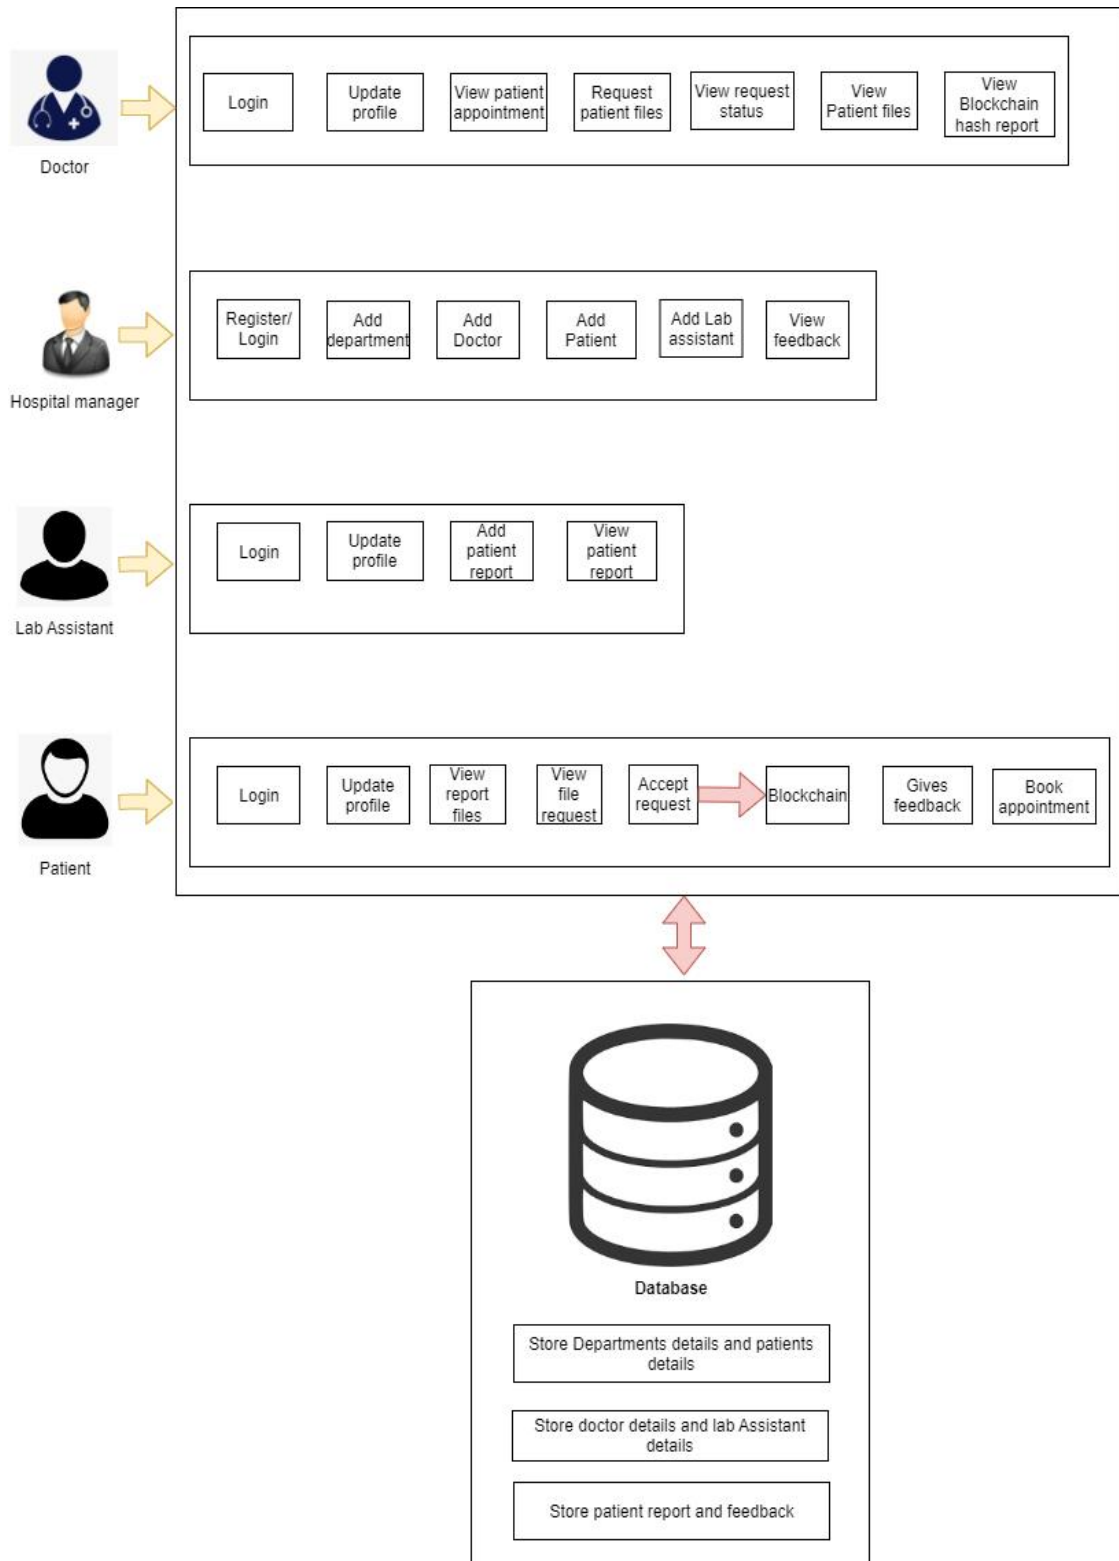 Login
Update
profile
View patient
appointment
Request
patient files
View request
status
View
Patient files
View
Blockchain
hash report
Doctor
Register/
Login
Add
department
Add
Doctor
Add
Patient
Add Lab
assistant
View
feedback
Hospital manager
Login
Update
profile
Add
patient
report
View
patient
report
Lab Assistant
Login
Update
profile
View
report
files
View
file
request
Accept
request
Blockchain
Gives
feedback
Book
appointment
Patient
Database
Store Departments details and patients
details
Store doctor details and lab Assistant
details
Store patient report and feedback